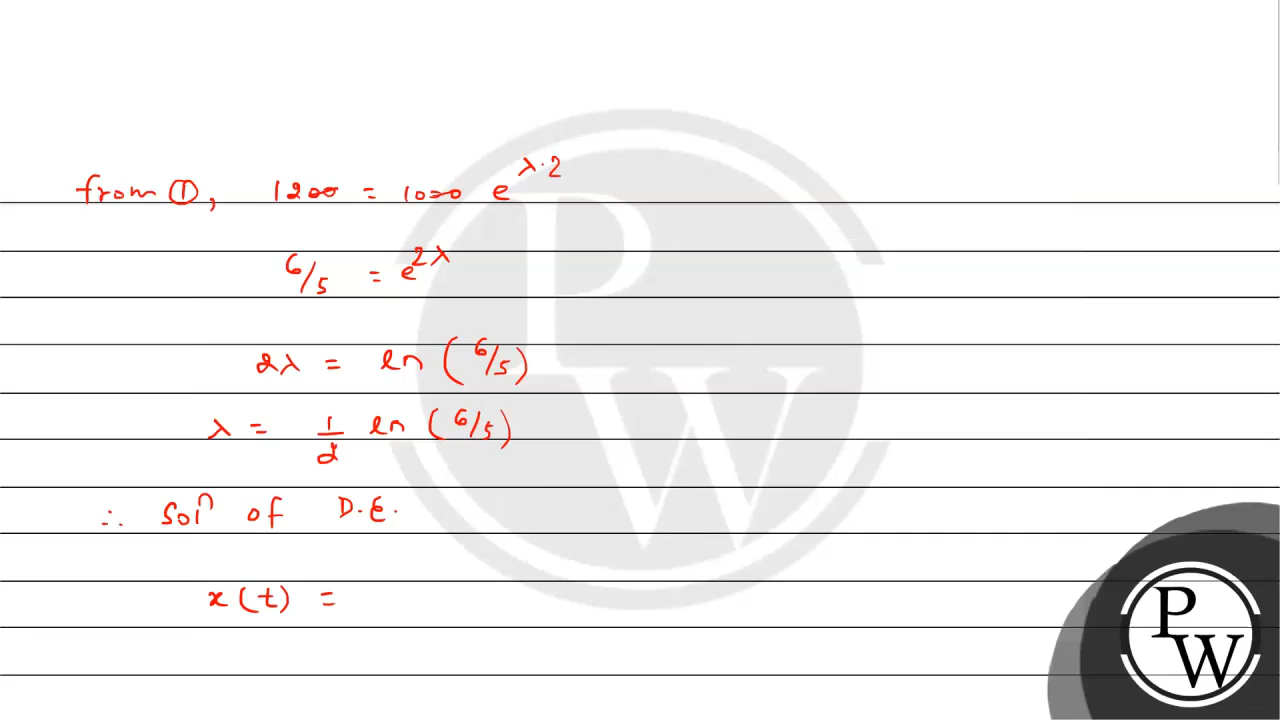 from ①, 1200 = 1000 e^{λ·2}
6/5 = e^{2λ}
2λ = ln (6/5)
λ = 1/2 ln (6/5)
∴ Solⁿ of D.E.
x(t) =
P
W
P
W